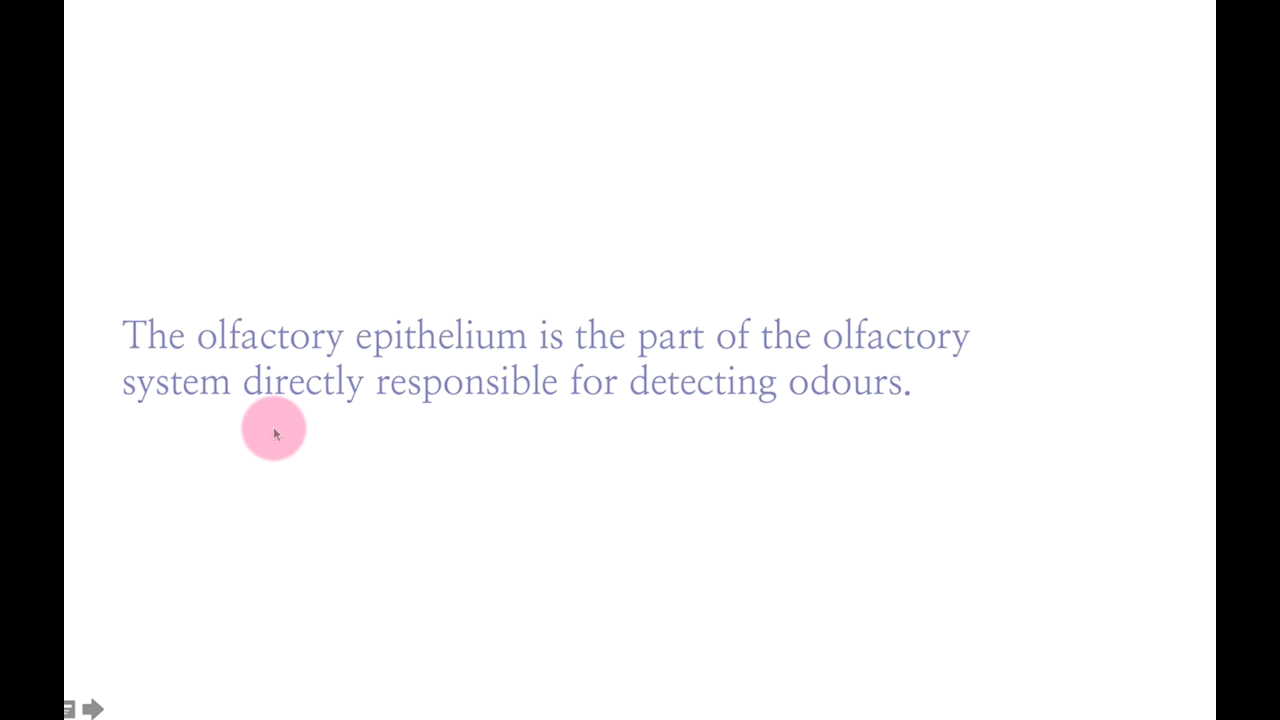 The olfactory epithelium is the part of the olfactory
system directly responsible for detecting odours.